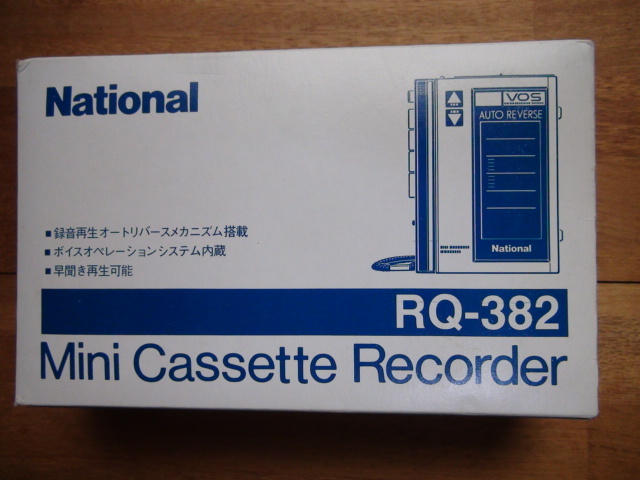 National
VOS
AUTO REVERSE
National
■録音再生オートリバースメカニズム搭載
■ボイスオペレーションシステム内蔵
■早聞き再生可能
RQ-382
Mini Cassette Recorder